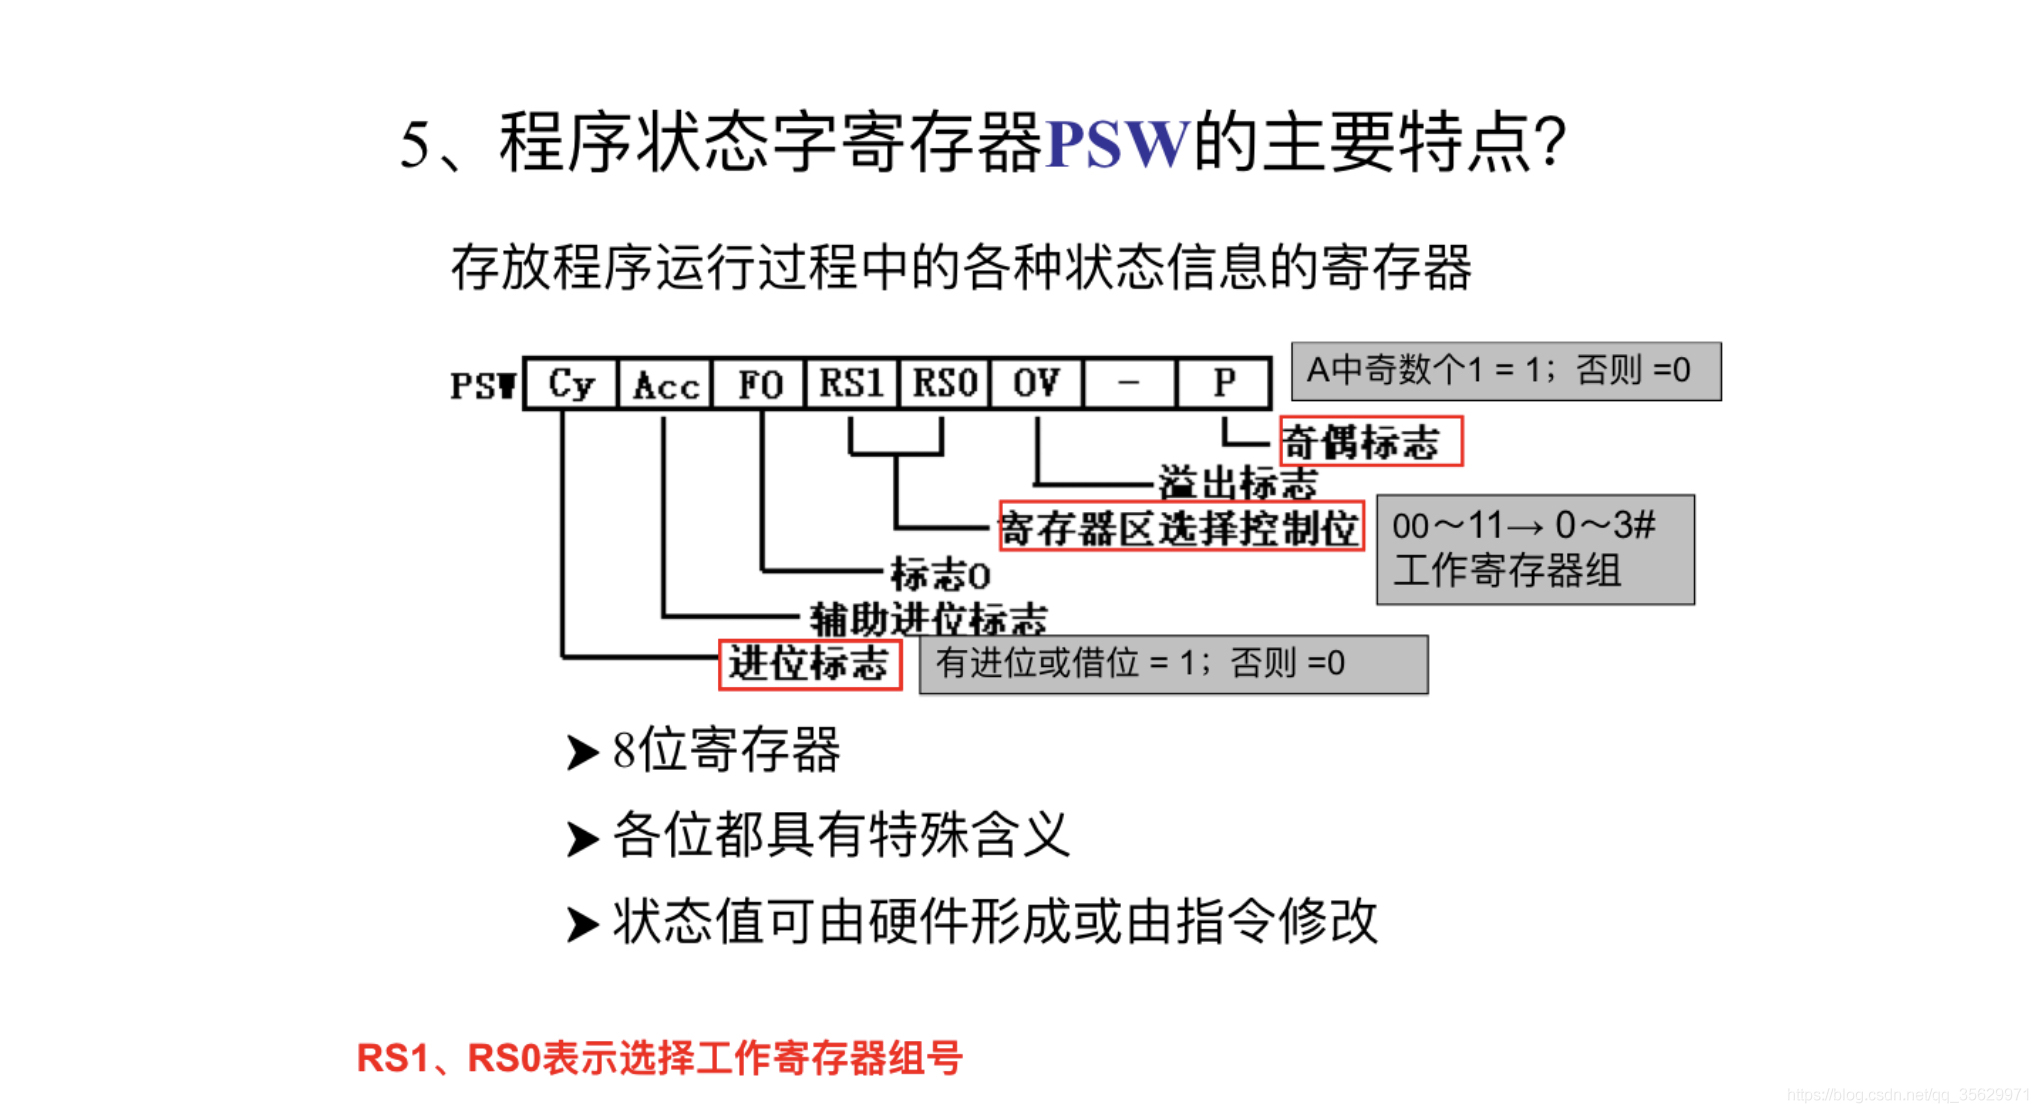 5、程序状态字寄存器PSW的主要特点?
存放程序运行过程中的各种状态信息的寄存器
PSW Cy Acc F0 RS1 RS0 OV - P
A中奇数个1 = 1；否则 =0
奇偶标志
溢出标志
寄存器区选择控制位
00～11→ 0～3#
工作寄存器组
标志0
辅助进位标志
进位标志
有进位或借位 = 1；否则 =0
➤ 8位寄存器
➤ 各位都具有特殊含义
➤ 状态值可由硬件形成或由指令修改
RS1、RS0表示选择工作寄存器组号
https://blog.csdn.net/qq_35629971